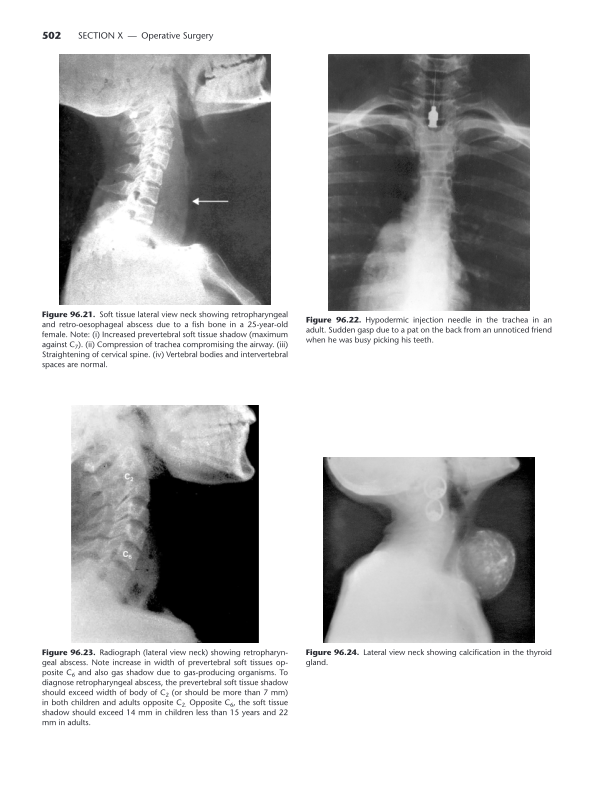 502 SECTION X — Operative Surgery
Figure 96.21. Soft tissue lateral view neck showing retropharyngeal
and retro-oesophageal abscess due to a fish bone in a 25-year-old
female. Note: (i) Increased prevertebral soft tissue shadow (maximum
against C7). (ii) Compression of trachea compromising the airway. (iii)
Straightening of cervical spine. (iv) Vertebral bodies and intervertebral
spaces are normal.
Figure 96.22. Hypodermic injection needle in the trachea in an
adult. Sudden gasp due to a pat on the back from an unnoticed friend
when he was busy picking his teeth.
C2
C6
Figure 96.23. Radiograph (lateral view neck) showing retropharyn-
geal abscess. Note increase in width of prevertebral soft tissues op-
posite C6 and also gas shadow due to gas-producing organisms. To
diagnose retropharyngeal abscess, the prevertebral soft tissue shadow
should exceed width of body of C2 (or should be more than 7 mm)
in both children and adults opposite C2. Opposite C6, the soft tissue
shadow should exceed 14 mm in children less than 15 years and 22
mm in adults.
Figure 96.24. Lateral view neck showing calcification in the thyroid
gland.